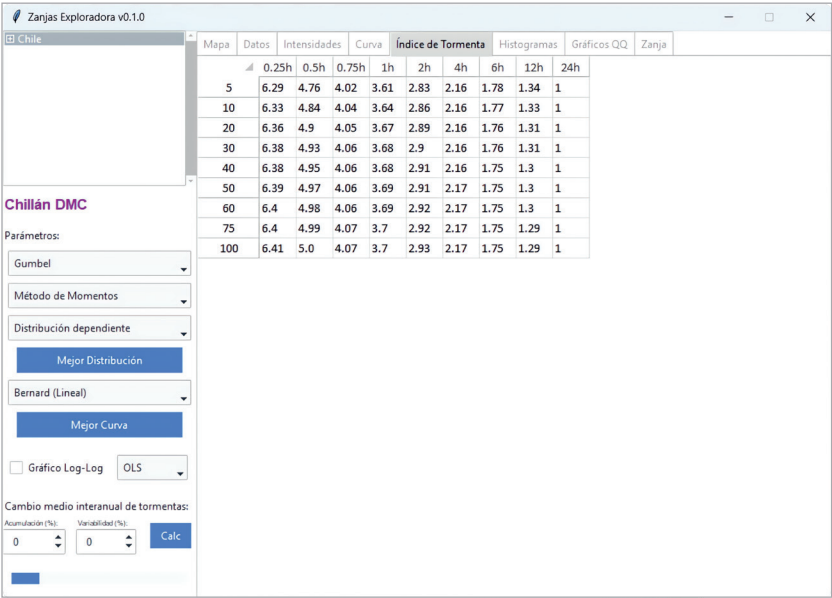 Zanjas Exploradora v0.1.0
Chile
Mapa Datos Intensidades Curva Índice de Tormenta Histogramas Gráficos QQ Zanja
0.25h 0.5h 0.75h 1h 2h 4h 6h 12h 24h
5 6.29 4.76 4.02 3.61 2.83 2.16 1.78 1.34 1
10 6.33 4.84 4.04 3.64 2.86 2.16 1.77 1.33 1
20 6.36 4.9 4.05 3.67 2.89 2.16 1.76 1.31 1
30 6.38 4.93 4.06 3.68 2.9 2.16 1.76 1.31 1
40 6.38 4.95 4.06 3.68 2.91 2.16 1.75 1.3 1
50 6.39 4.97 4.06 3.69 2.91 2.17 1.75 1.3 1
60 6.4 4.98 4.06 3.69 2.92 2.17 1.75 1.3 1
75 6.4 4.99 4.07 3.7 2.92 2.17 1.75 1.29 1
100 6.41 5.0 4.07 3.7 2.93 2.17 1.75 1.29 1
Chillán DMC
Parámetros:
Gumbel
Método de Momentos
Distribución dependiente
Mejor Distribución
Bernard (Lineal)
Mejor Curva
Gráfico Log-Log OLS
Cambio medio interanual de tormentas:
Acumulación (%): Variabilidad (%):
0 0 Calc